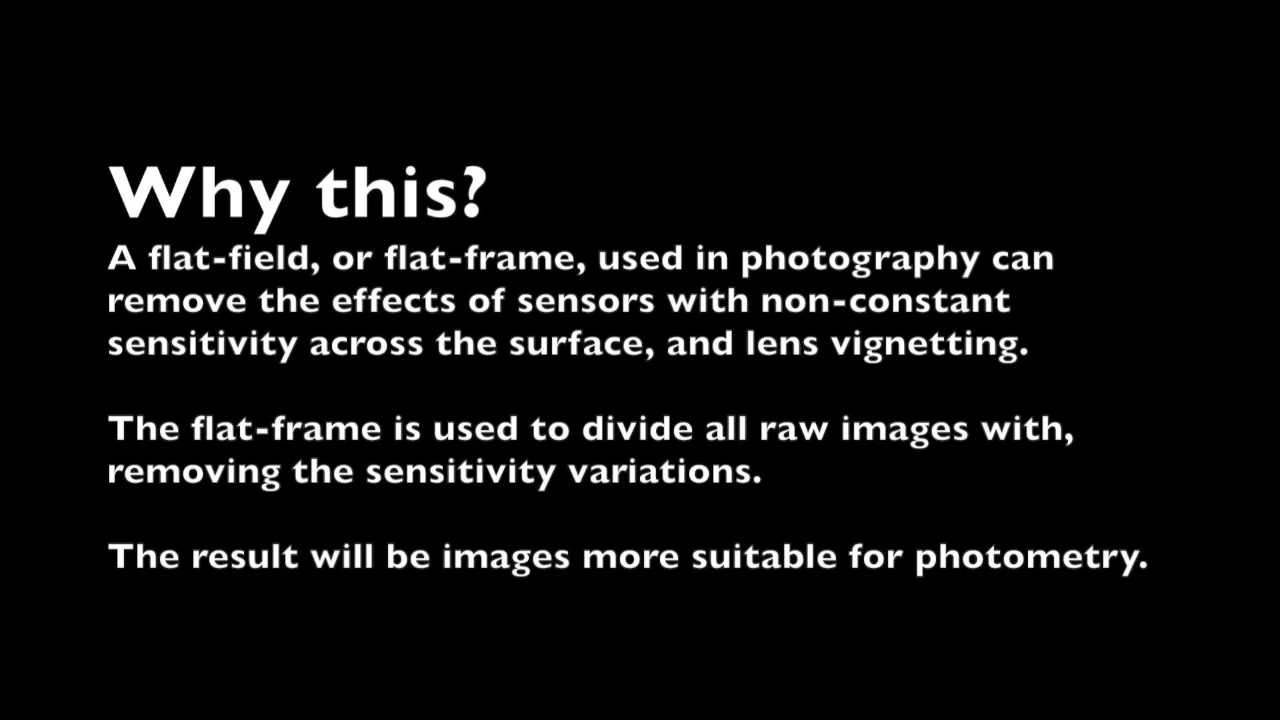 Why this?
A flat-field, or flat-frame, used in photography can
remove the effects of sensors with non-constant
sensitivity across the surface, and lens vignetting.
The flat-frame is used to divide all raw images with,
removing the sensitivity variations.
The result will be images more suitable for photometry.